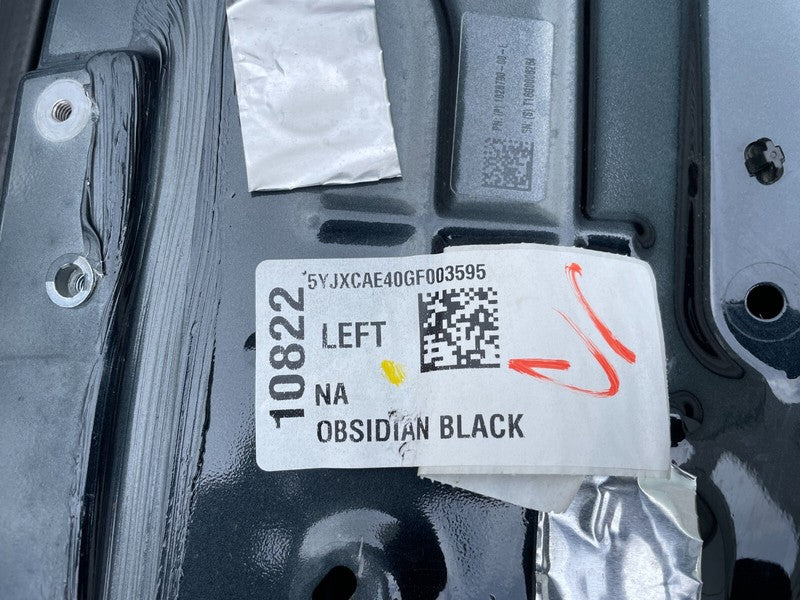 5YJXCAE40GF003595
10822
LEFT
NA
OBSIDIAN BLACK